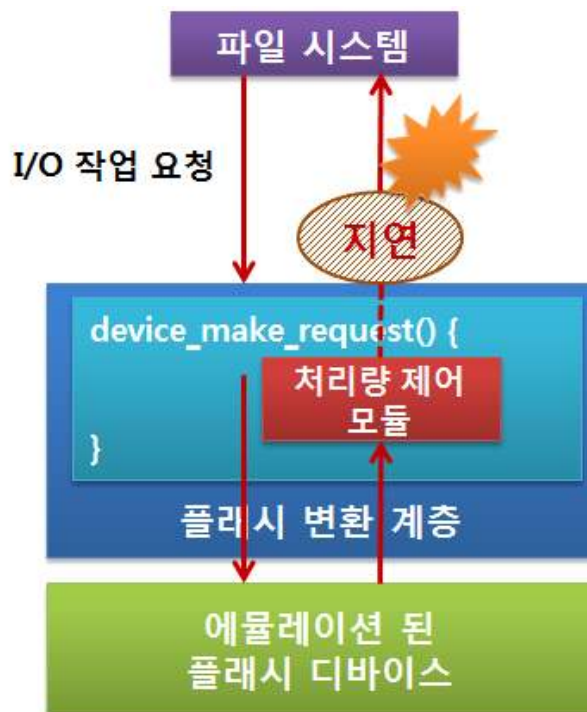 파일 시스템
I/O 작업 요청
지연
device_make_request() {
처리량 제어
모듈
}
플래시 변환 계층
에뮬레이션 된
플래시 디바이스